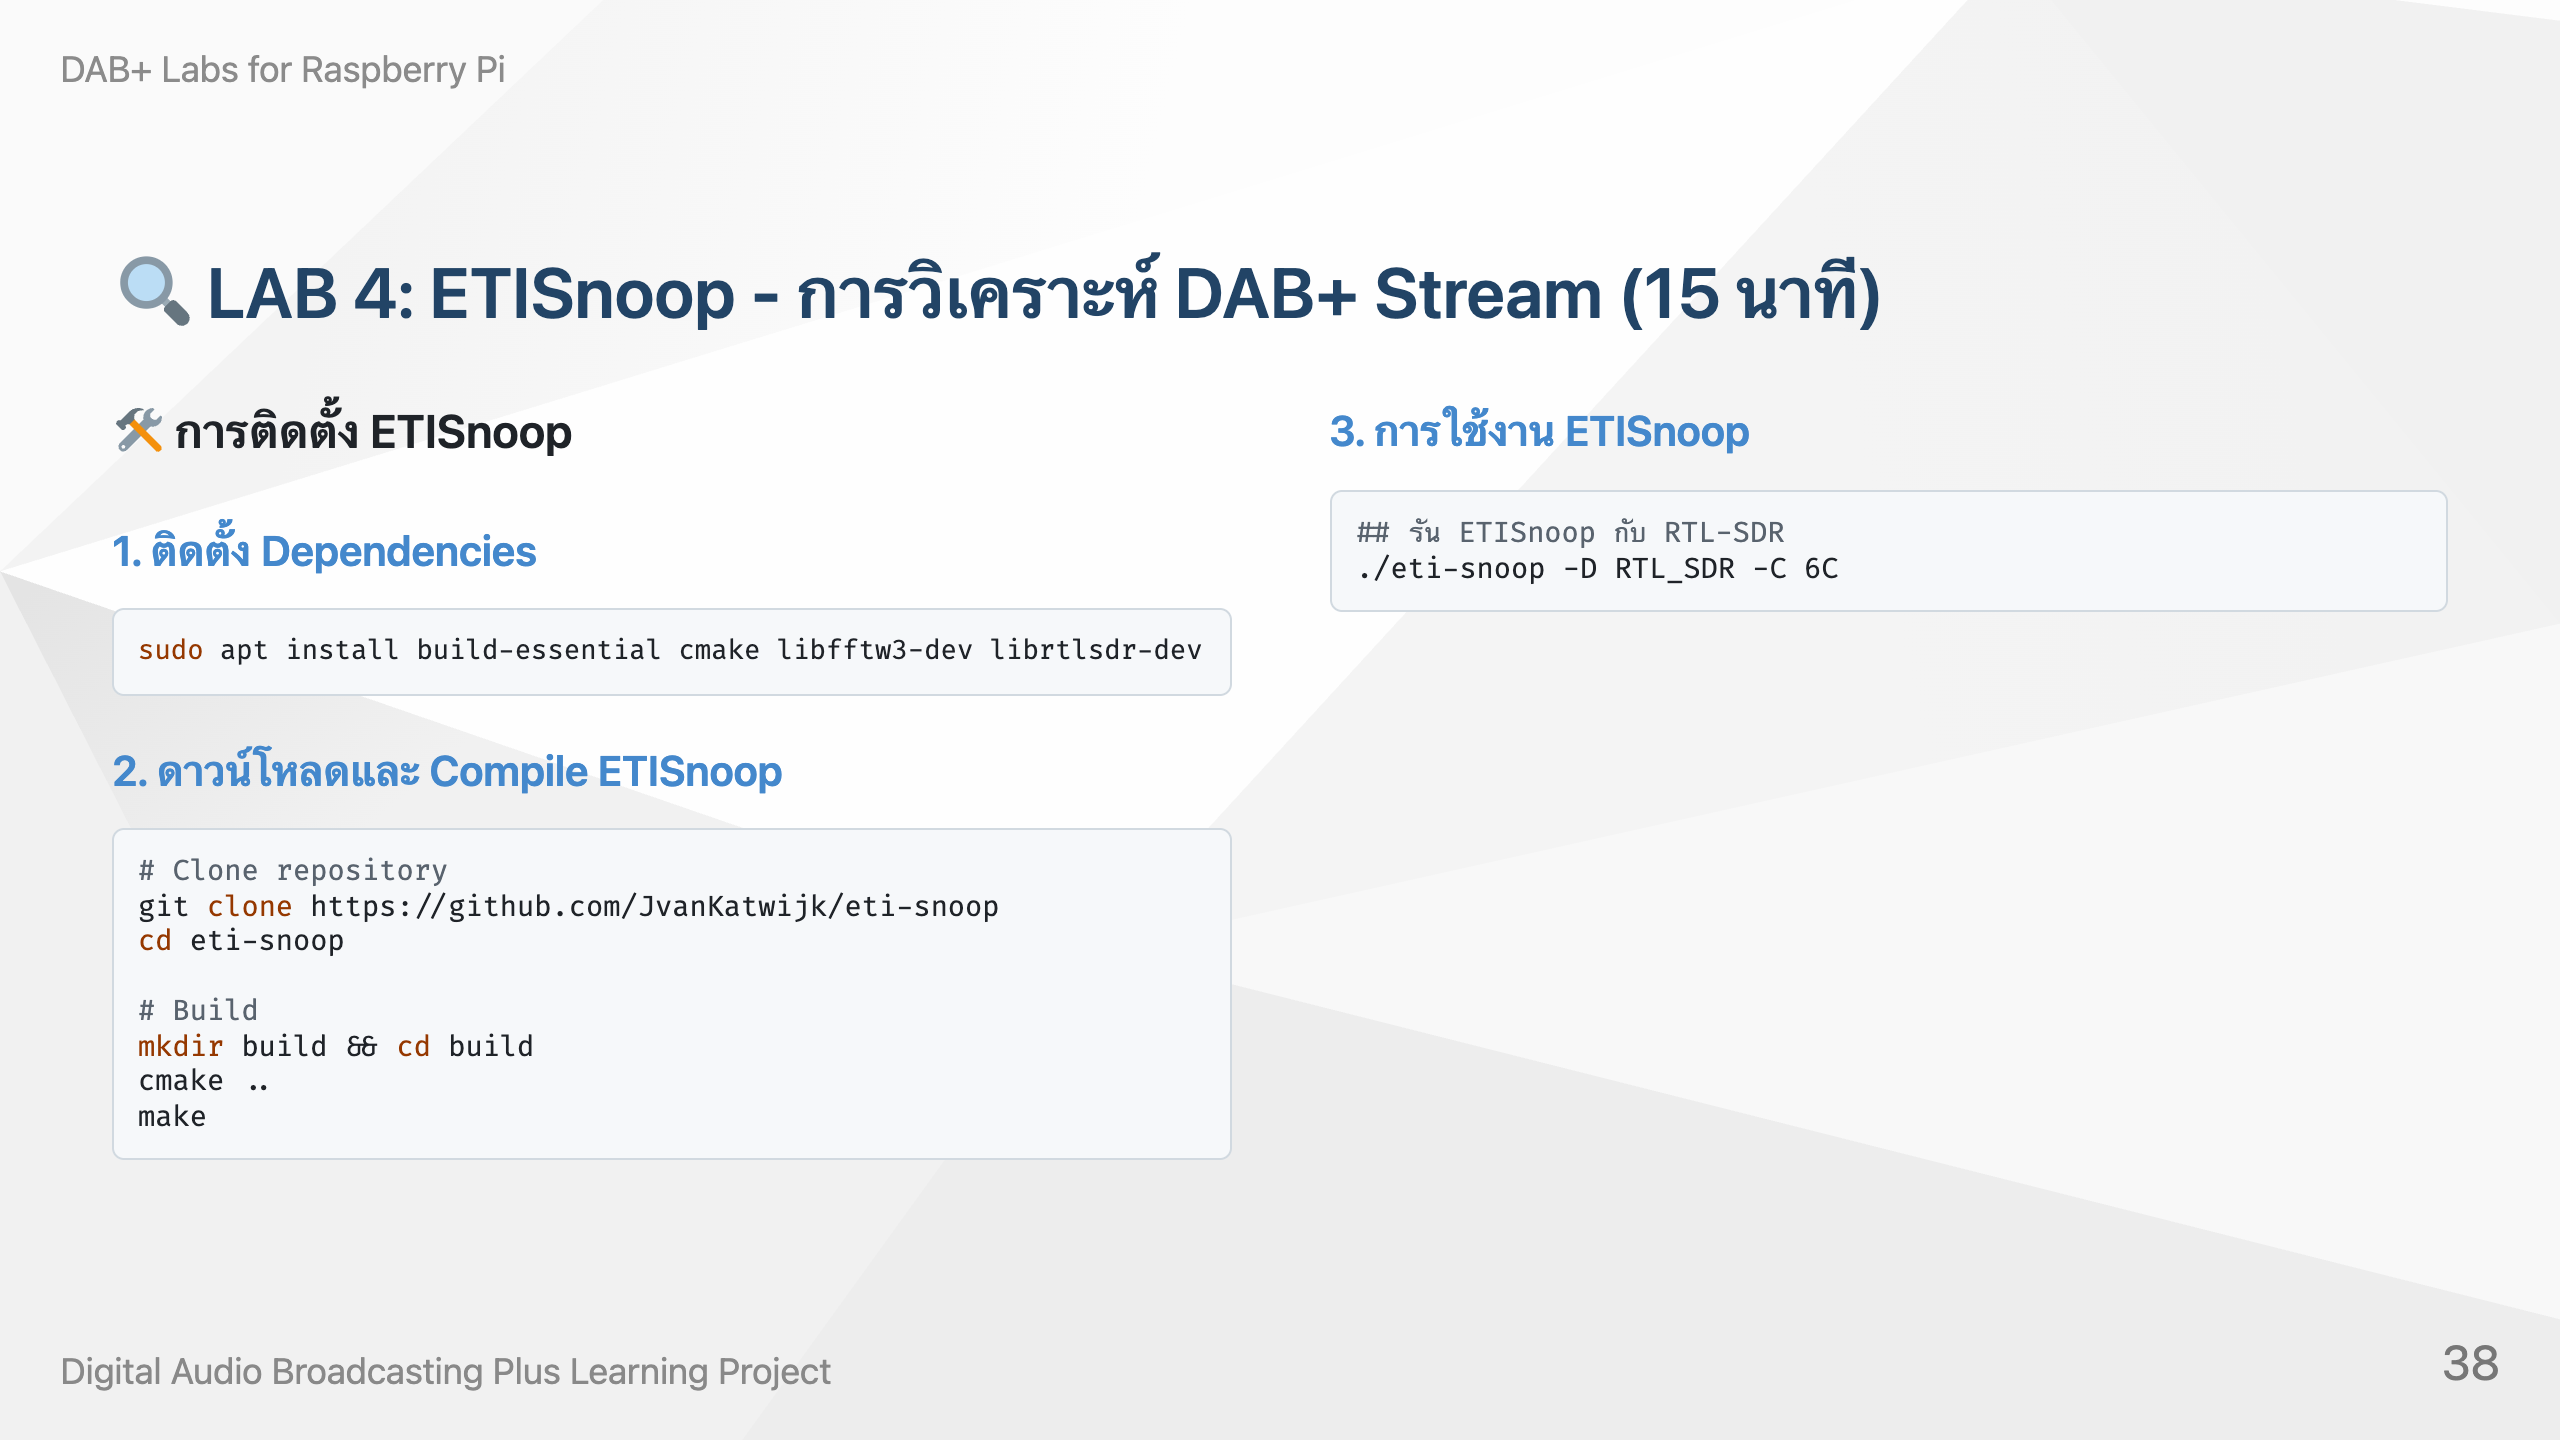 DAB+ Labs for Raspberry Pi
🔍 LAB 4: ETISnoop - การวิเคราะห์ DAB+ Stream (15 นาที)
🛠️ การติดตั้ง ETISnoop
1. ติดตั้ง Dependencies
sudo apt install build-essential cmake libfftw3-dev librtlsdr-dev
2. ดาวน์โหลดและ Compile ETISnoop
# Clone repository
git clone https://github.com/JvanKatwijk/eti-snoop
cd eti-snoop
# Build
mkdir build && cd build
cmake ..
make
3. การใช้งาน ETISnoop
## รัน ETISnoop กับ RTL-SDR
./eti-snoop -D RTL_SDR -C 6C
Digital Audio Broadcasting Plus Learning Project
38